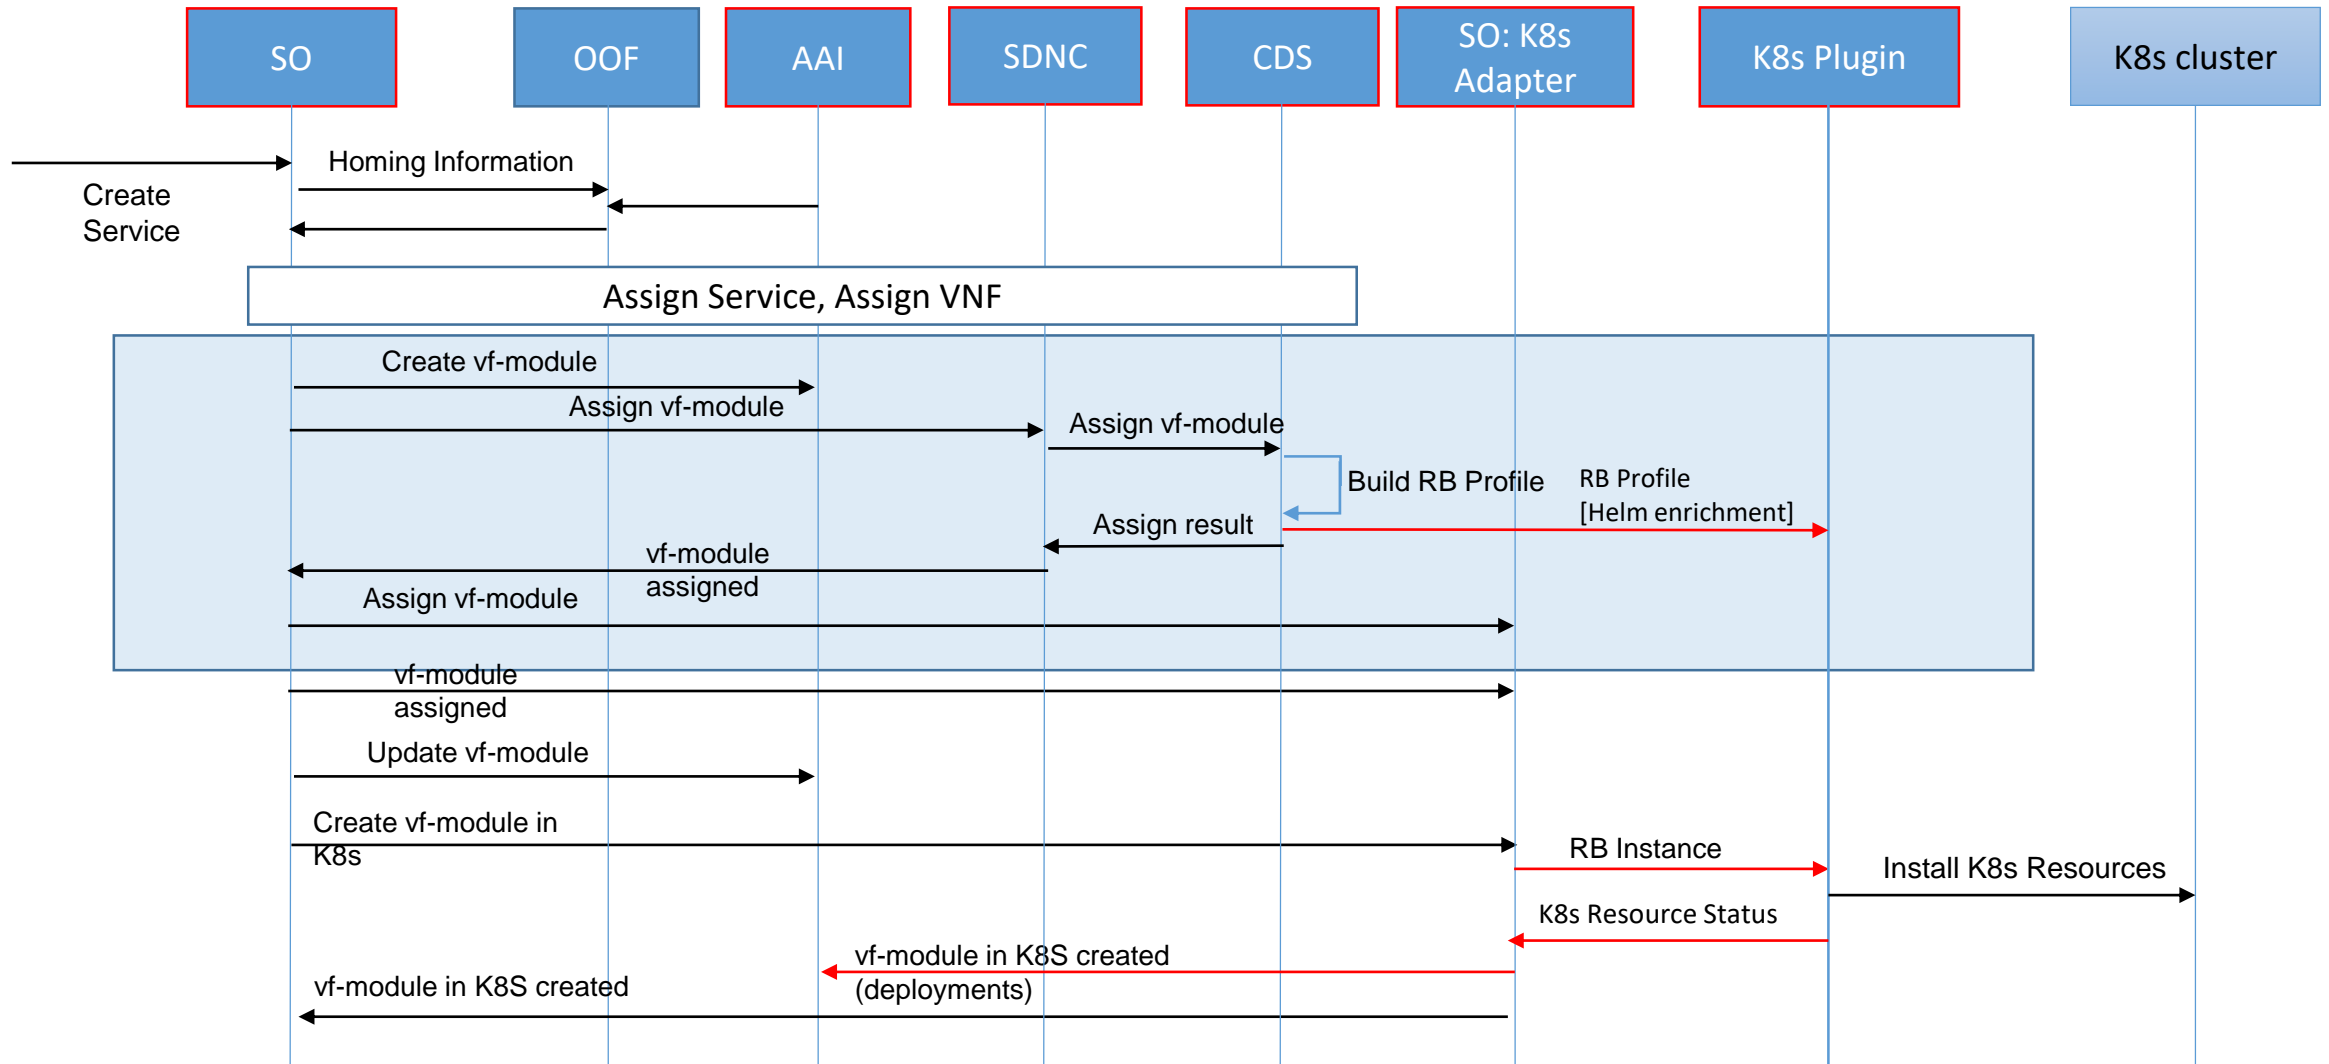 SO
OOF
AAI
SDNC
CDS
SO: K8s
Adapter
K8s Plugin
K8s cluster
Homing Information
Create
Service
Assign Service, Assign VNF
Create vf-module
Assign vf-module
Assign vf-module
Build RB Profile
RB Profile
[Helm enrichment]
Assign result
vf-module
assigned
Assign vf-module
vf-module
assigned
Update vf-module
Create vf-module in
K8s
RB Instance
Install K8s Resources
K8s Resource Status
vf-module in K8S created
(deployments)
vf-module in K8S created